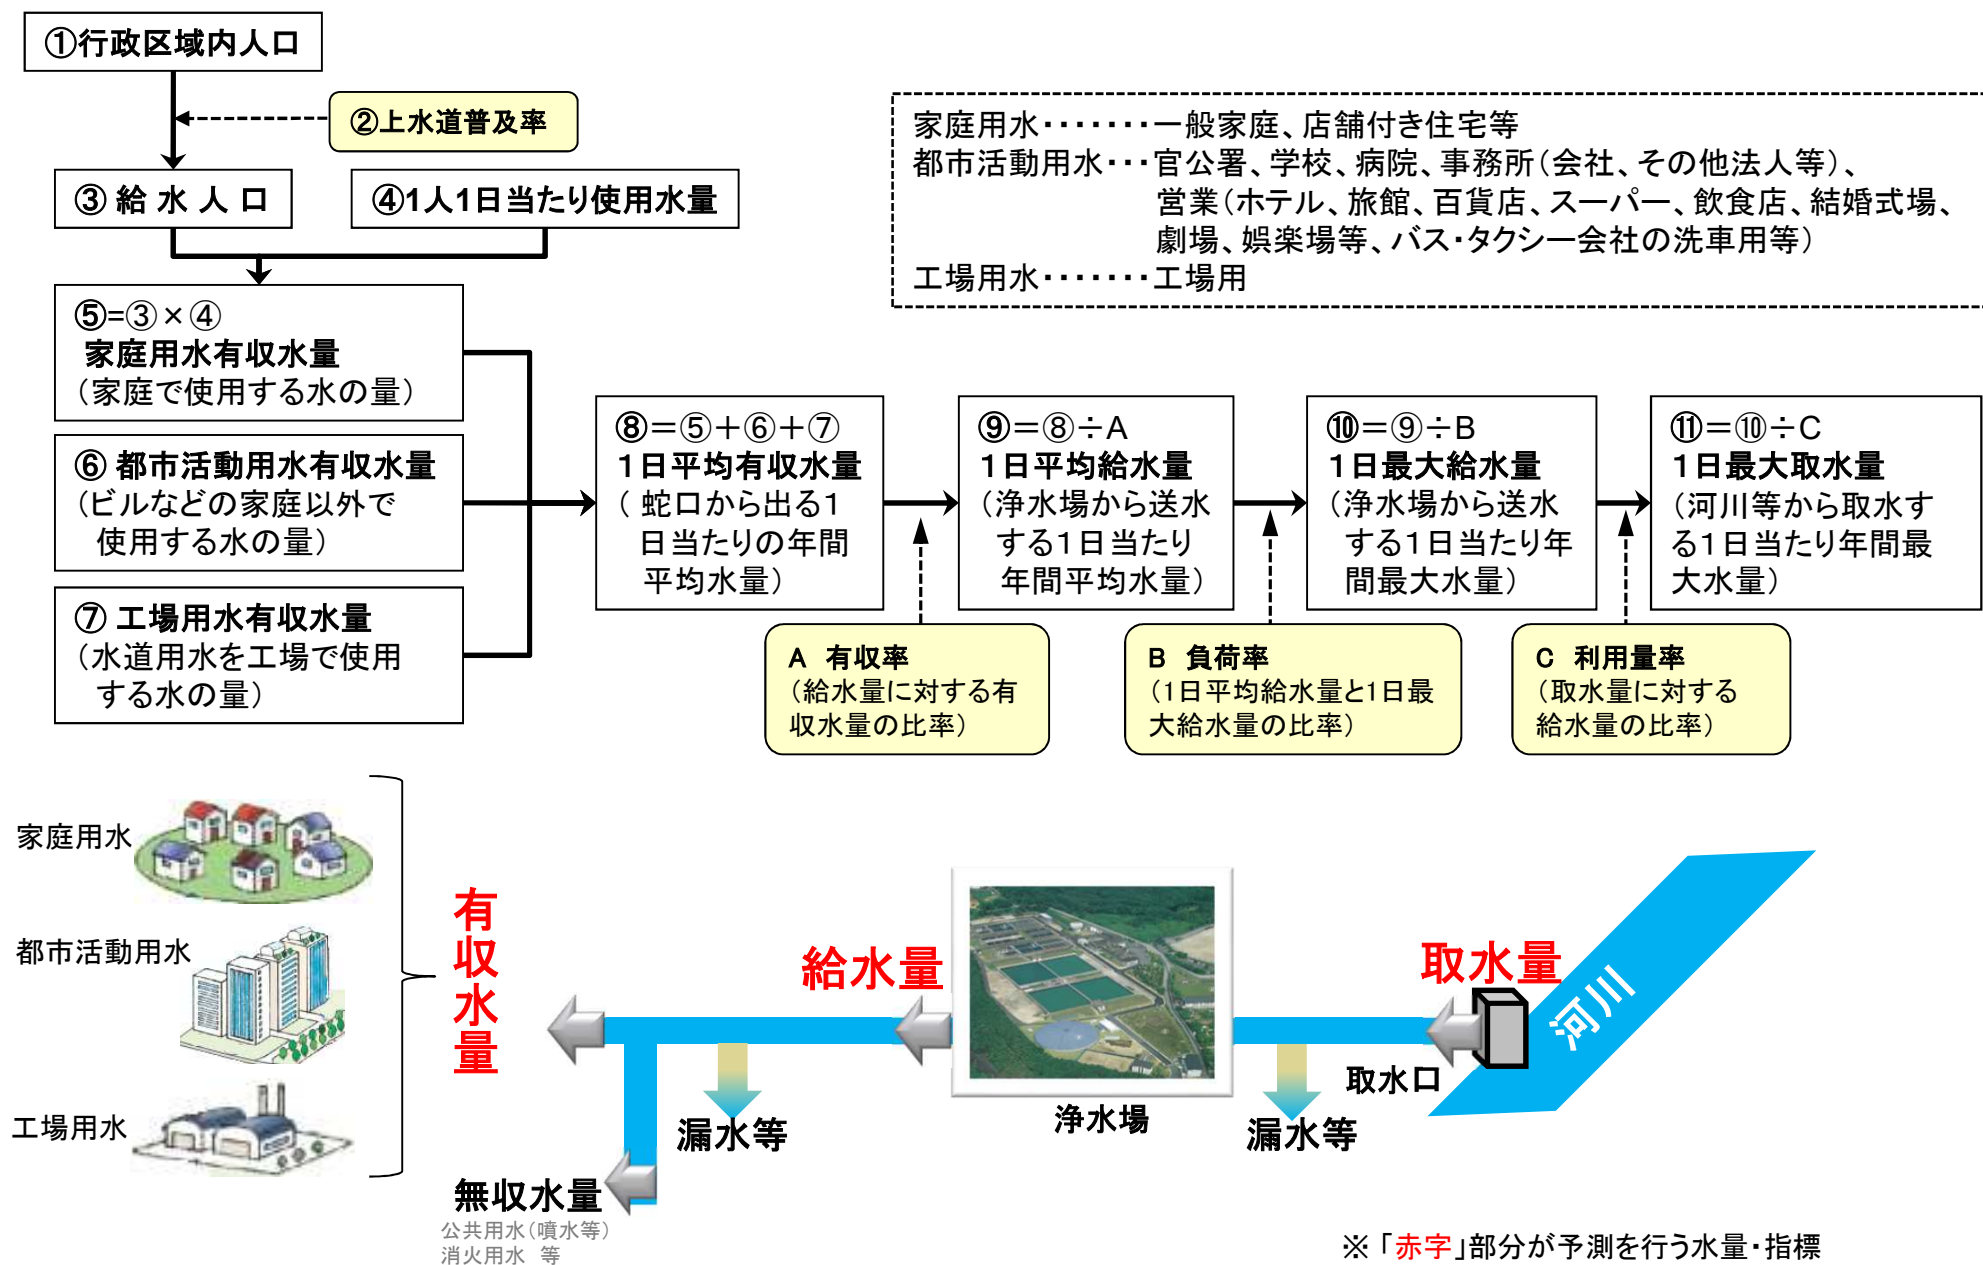 ①行政区域内人口
②上水道普及率
③ 給 水 人 口
④1人1日当たり使用水量
家庭用水・・・・・・・一般家庭、店舗付き住宅等
都市活動用水・・・官公署、学校、病院、事務所（会社、その他法人等）、
営業（ホテル、旅館、百貨店、スーパー、飲食店、結婚式場、
劇場、娯楽場等、バス・タクシー会社の洗車用等）
工場用水・・・・・・・工場用
⑤=③×④
家庭用水有収水量
（家庭で使用する水の量）
⑥ 都市活動用水有収水量
（ビルなどの家庭以外で
使用する水の量）
⑦ 工場用水有収水量
（水道用水を工場で使用
する水の量）
⑧＝⑤＋⑥＋⑦
1日平均有収水量
（ 蛇口から出る1
日当たりの年間
平均水量）
⑨＝⑧÷A
1日平均給水量
（浄水場から送水
する1日当たり
年間平均水量）
⑩＝⑨÷B
1日最大給水量
（浄水場から送水
する1日当たり年
間最大水量）
⑪＝⑩÷C
1日最大取水量
（河川等から取水す
る1日当たり年間最
大水量）
A 有収率
（給水量に対する有
収水量の比率）
B 負荷率
（1日平均給水量と1日最
大給水量の比率）
C 利用量率
（取水量に対する
給水量の比率）
家庭用水
都市活動用水
工場用水
有収水量
給水量
取水量
河川
取水口
浄水場
漏水等
漏水等
無収水量
公共用水（噴水等）
消火用水 等
※「赤字」部分が予測を行う水量・指標